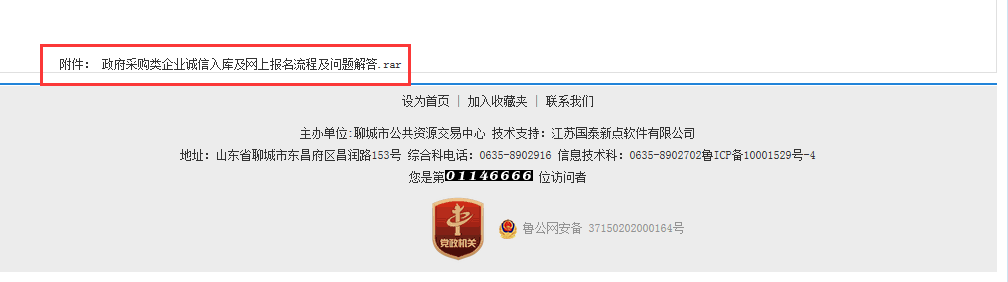 附件： 政府采购类企业诚信入库及网上报名流程及问题解答.rar
设为首页 | 加入收藏夹 | 联系我们
主办单位:聊城市公共资源交易中心 技术支持：江苏国泰新点软件有限公司
地址：山东省聊城市东昌府区昌润路153号 综合科电话：0635-8902916 信息技术科：0635-8902702鲁ICP备10001529号-4
您是第01146666 位访问者
党政机关
鲁公网安备 37150202000164号